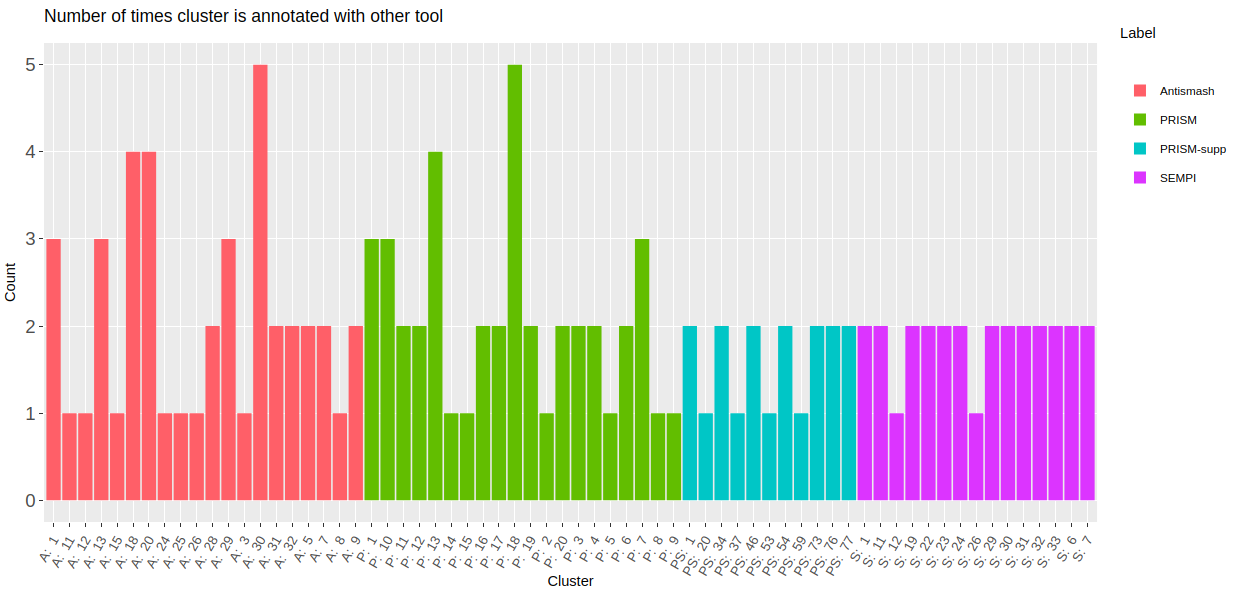 Number of times cluster is annotated with other tool
Label
Antismash
PRISM
PRISM-supp
SEMPI
Count
5
4
3
2
1
0
A: 1
A: 11
A: 12
A: 13
A: 15
A: 18
A: 20
A: 24
A: 25
A: 26
A: 28
A: 29
A: 3
A: 30
A: 31
A: 32
A: 5
A: 7
A: 8
A: 9
P: 1
P: 10
P: 11
P: 12
P: 13
P: 14
P: 15
P: 16
P: 17
P: 18
P: 19
P: 2
P: 20
P: 3
P: 4
P: 5
P: 6
P: 7
P: 8
P: 9
PS: 1
PS: 20
PS: 34
PS: 37
PS: 46
PS: 53
PS: 54
PS: 59
PS: 73
PS: 76
PS: 77
S: 1
S: 11
S: 12
S: 19
S: 22
S: 23
S: 24
S: 26
S: 29
S: 30
S: 31
S: 32
S: 33
S: 6
S: 7
Cluster